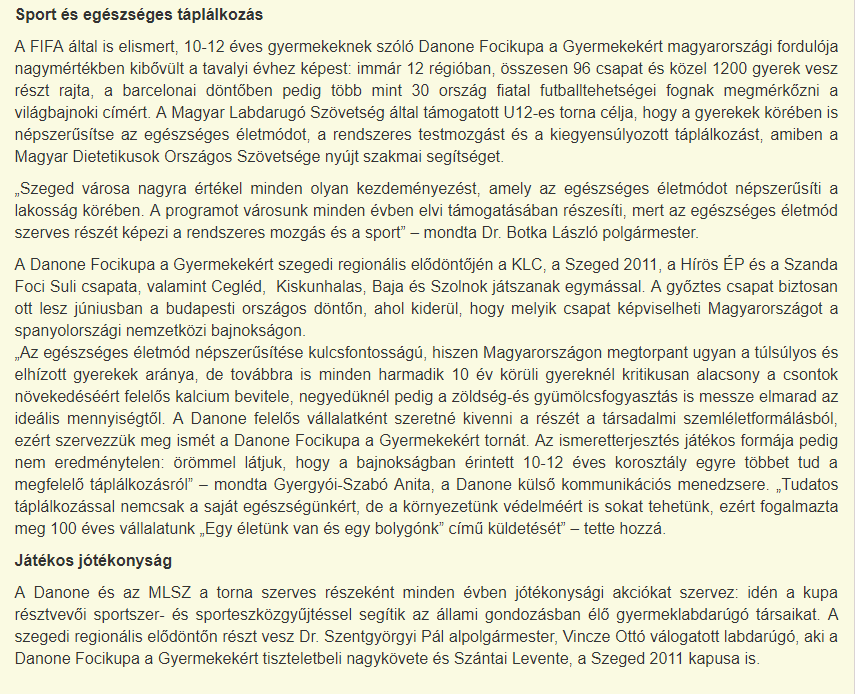 Sport és egészséges táplálkozás
A FIFA által is elismert, 10-12 éves gyermekeknek szóló Danone Focikupa a Gyermekekért magyarországi fordulója
nagymértékben kibővült a tavalyi évhez képest: immár 12 régióban, összesen 96 csapat és közel 1200 gyerek vesz
részt rajta, a barcelonai döntőben pedig több mint 30 ország fiatal futballtehetségei fognak megmérkőzni a
világbajnoki címért. A Magyar Labdarugó Szövetség által támogatott U12-es torna célja, hogy a gyerekek körében is
népszerűsítse az egészséges életmódot, a rendszeres testmozgást és a kiegyensúlyozott táplálkozást, amiben a
Magyar Dietetikusok Országos Szövetsége nyújt szakmai segítséget.
„Szeged városa nagyra értékel minden olyan kezdeményezést, amely az egészséges életmódot népszerűsíti a
lakosság körében. A programot városunk minden évben elvi támogatásában részesíti, mert az egészséges életmód
szerves részét képezi a rendszeres mozgás és a sport” – mondta Dr. Botka László polgármester.
A Danone Focikupa a Gyermekekért szegedi regionális elődöntőjén a KLC, a Szeged 2011, a Hírös ÉP és a Szanda
Foci Suli csapata, valamint Cegléd, Kiskunhalas, Baja és Szolnok játszanak egymással. A győztes csapat biztosan
ott lesz júniusban a budapesti országos döntőn, ahol kiderül, hogy melyik csapat képviselheti Magyarországot a
spanyolországi nemzetközi bajnokságon.
„Az egészséges életmód népszerűsítése kulcsfontosságú, hiszen Magyarországon megtorpant ugyan a túlsúlyos és
elhízott gyerekek aránya, de továbbra is minden harmadik 10 év körüli gyereknél kritikusan alacsony a csontok
növekedéséért felelős kalcium bevitele, negyedüknél pedig a zöldség-és gyümölcsfogyasztás is messze elmarad az
ideális mennyiségtől. A Danone felelős vállalatként szeretné kivenni a részét a társadalmi szemléletformálásból,
ezért szervezzük meg ismét a Danone Focikupa a Gyermekekért tornát. Az ismeretterjesztés játékos formája pedig
nem eredménytelen: örömmel látjuk, hogy a bajnokságban érintett 10-12 éves korosztály egyre többet tud a
megfelelő táplálkozásról” – mondta Gyergyói-Szabó Anita, a Danone külső kommunikációs menedzsere. „Tudatos
táplálkozással nemcsak a saját egészségünkért, de a környezetünk védelméért is sokat tehetünk, ezért fogalmazta
meg 100 éves vállalatunk „Egy életünk van és egy bolygónk” című küldetését” – tette hozzá.
Játékos jótékonyság
A Danone és az MLSZ a torna szerves részeként minden évben jótékonysági akciókat szervez: idén a kupa
résztvevői sportszer- és sporteszközgyűjtéssel segítik az állami gondozásban élő gyermeklabdarúgó társaikat. A
szegedi regionális elődöntőn részt vesz Dr. Szentgyörgyi Pál alpolgármester, Vincze Ottó válogatott labdarúgó, aki a
Danone Focikupa a Gyermekekért tiszteletbeli nagykövete és Szántai Levente, a Szeged 2011 kapusa is.